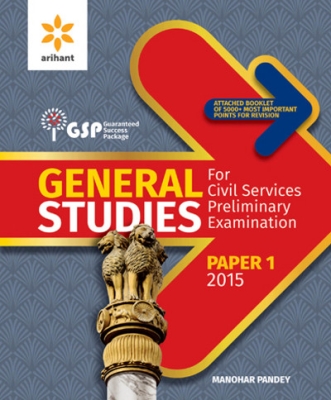 arihant
ATTACHED BOOKLET
OF 5000+ MOST IMPORTANT
POINTS FOR REVISION
GSP Guaranteed
Success
Package
GENERAL
STUDIES
For
Civil Services
Preliminary
Examination
PAPER 1
2015
MANOHAR PANDEY